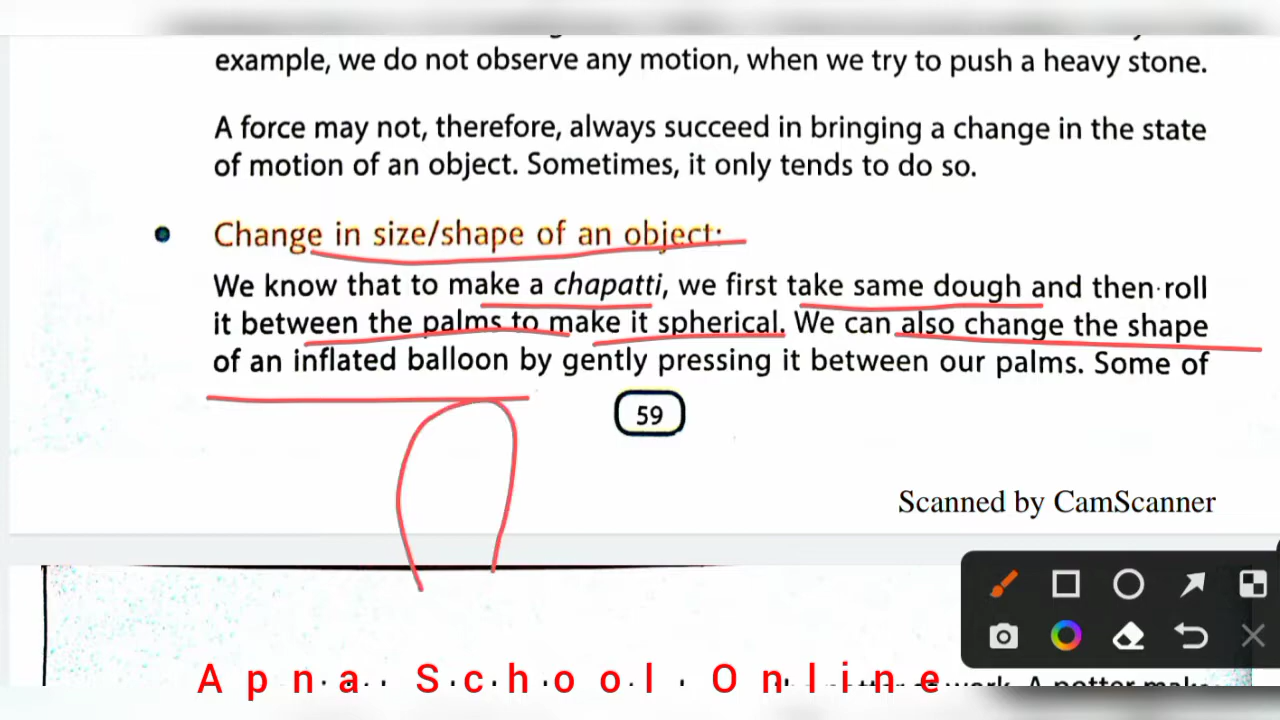 example, we do not observe any motion, when we try to push a heavy stone.
A force may not, therefore, always succeed in bringing a change in the state
of motion of an object. Sometimes, it only tends to do so.
Change in size/shape of an object:
We know that to make a chapatti, we first take same dough and then roll
it between the palms to make it spherical. We can also change the shape
of an inflated balloon by gently pressing it between our palms. Some of
59
Scanned by CamScanner
Apna School Online
work. A potter make